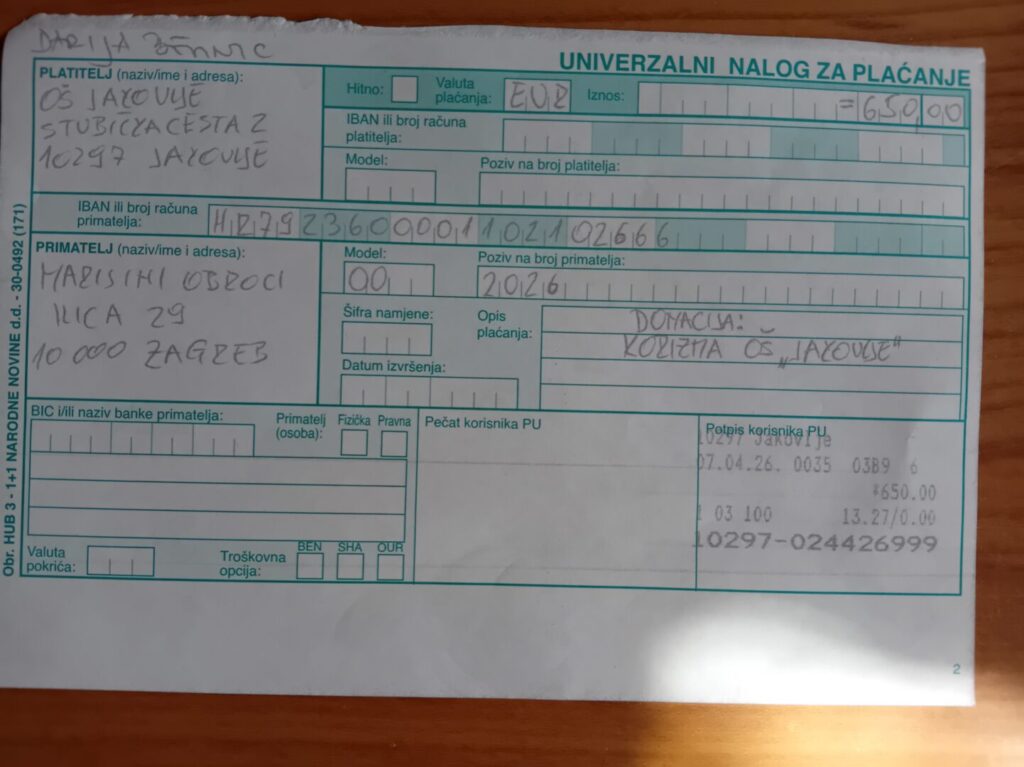 DARIJA
UNIVERZALNI NALOG ZA PLAĆANJE
PLATITELJ (naziv/ime i adresa):
OŠ JAKOVLJE
STUBIČKA CESTA 2
10297 JAKOVLJE
Hitno:
Valuta plaćanja: EUR
Iznos: =650,00
IBAN ili broj računa
platitelja:
Model:
Poziv na broj platitelja:
IBAN ili broj računa
primatelja: HR7923600001102102666
PRIMATELJ (naziv/ime i adresa):
MARIJINI OBROCI
ILICA 29
10 000 ZAGREB
Model:
00
Poziv na broj primatelja:
2026
Šifra namjene:
Opis
plaćanja:
DONACIJA:
KORIZMA OŠ „JAKOVLJE"
Datum izvršenja:
BIC i/ili naziv banke primatelja:
Primatelj
(osoba):
Fizička Pravna
Valuta
pokrića:
Troškovna
opcija:
BEN SHA OUR
Pečat korisnika PU
Potpis korisnika PU
10297 Jakovlje
07.04.26. 0035 03B9 6
*650.00
1 03 100 13.27/0.00
10297-024426999
Obr. HUB 3 - 1+1 NARODNE NOVINE d.d. - 30-0492 (171)
2